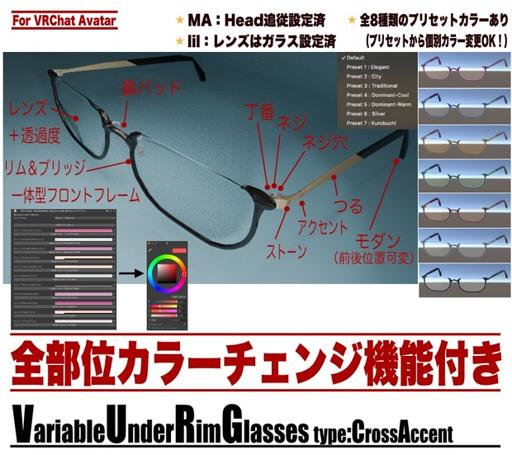 For VRChat Avatar
★ MA：Head追従設定済
★ lil：レンズはガラス設定済
★ 全8種類のプリセットカラーあり
(プリセットから個別カラー変更OK！)
✓ Default
Preset 1 : Elegant
Preset 2 : City
Preset 3 : Traditional
Preset 4 : Dominant-Cool
Preset 5 : Dominant-Warm
Preset 6 : Silver
Preset 7 : Kurobuchi
鼻パッド
レンズ
＋透過度
リム＆ブリッジ
一体型フロントフレーム
丁番
ネジ
ネジ穴
つる
アクセント
ストーン
モダン
(前後位置可変)
全部位カラーチェンジ機能付き
VariableUnderRimGlasses type:CrossAccent